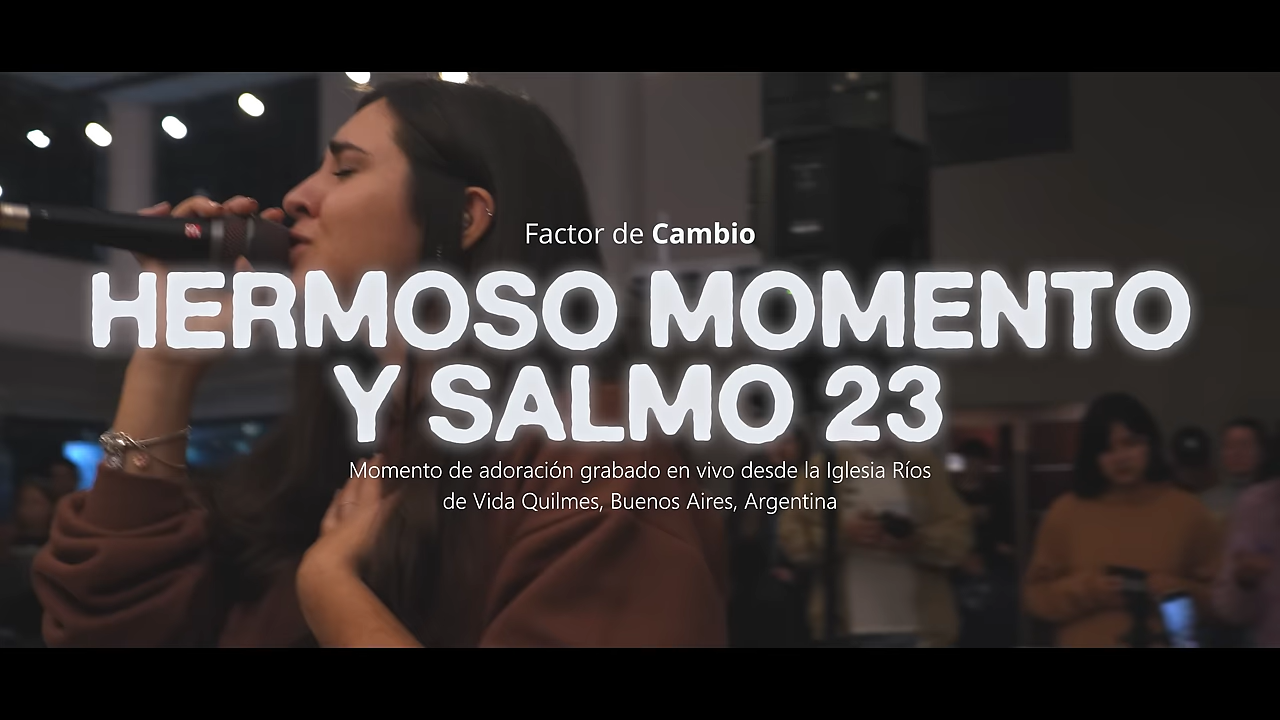 Factor de Cambio
HERMOSO MOMENTO
Y SALMO 23
Momento de adoración grabado en vivo desde la Iglesia Ríos
de Vida Quilmes, Buenos Aires, Argentina